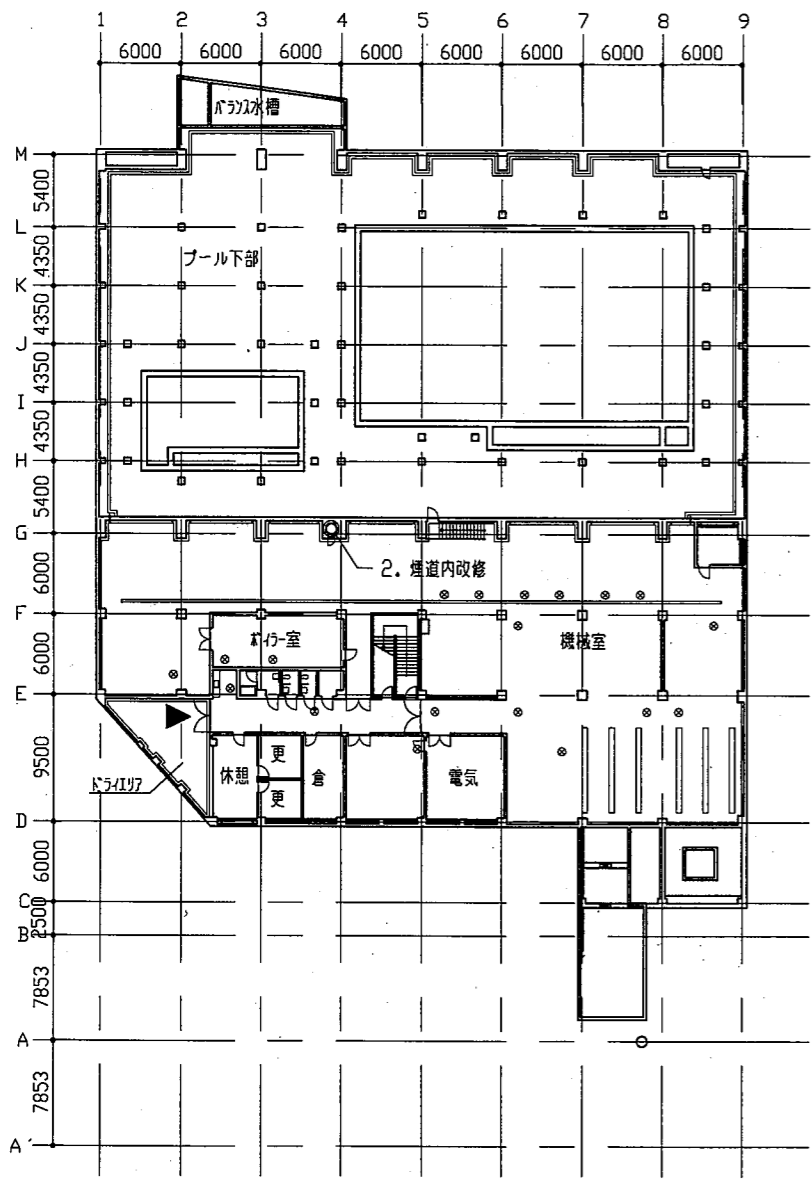 1 2 3 4 5 6 7 8 9
6000 6000 6000 6000 6000 6000 6000 6000
バランス水槽
M
5400
L
プール下部
4350
K
4350
J
4350
I
4350
H
5400
G
2. 煙道内改修
6000
F
ボイラー室 機械室
6000
E
9500
休憩 更 倉 電気
更
ドライエリア
D
6000
C
2500
B
7853
A
7853
A´